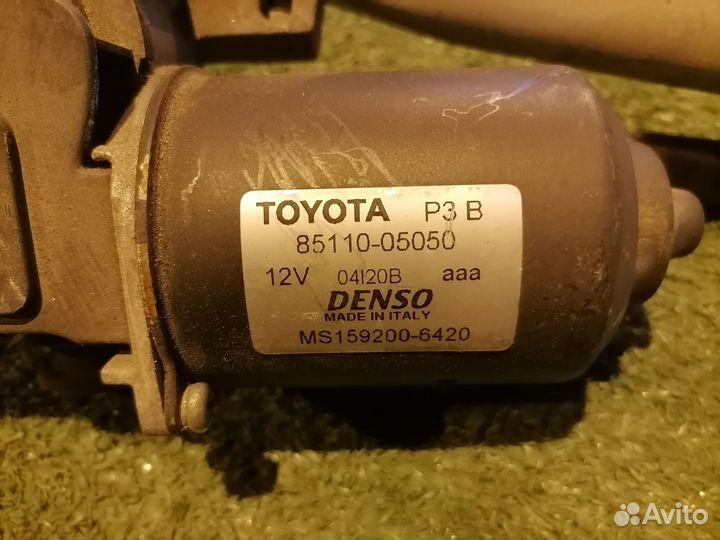 TOYOTA P3 B
85110-05050
12V 04I20B aaa
DENSO
MADE IN ITALY
MS159200-6420
Avito